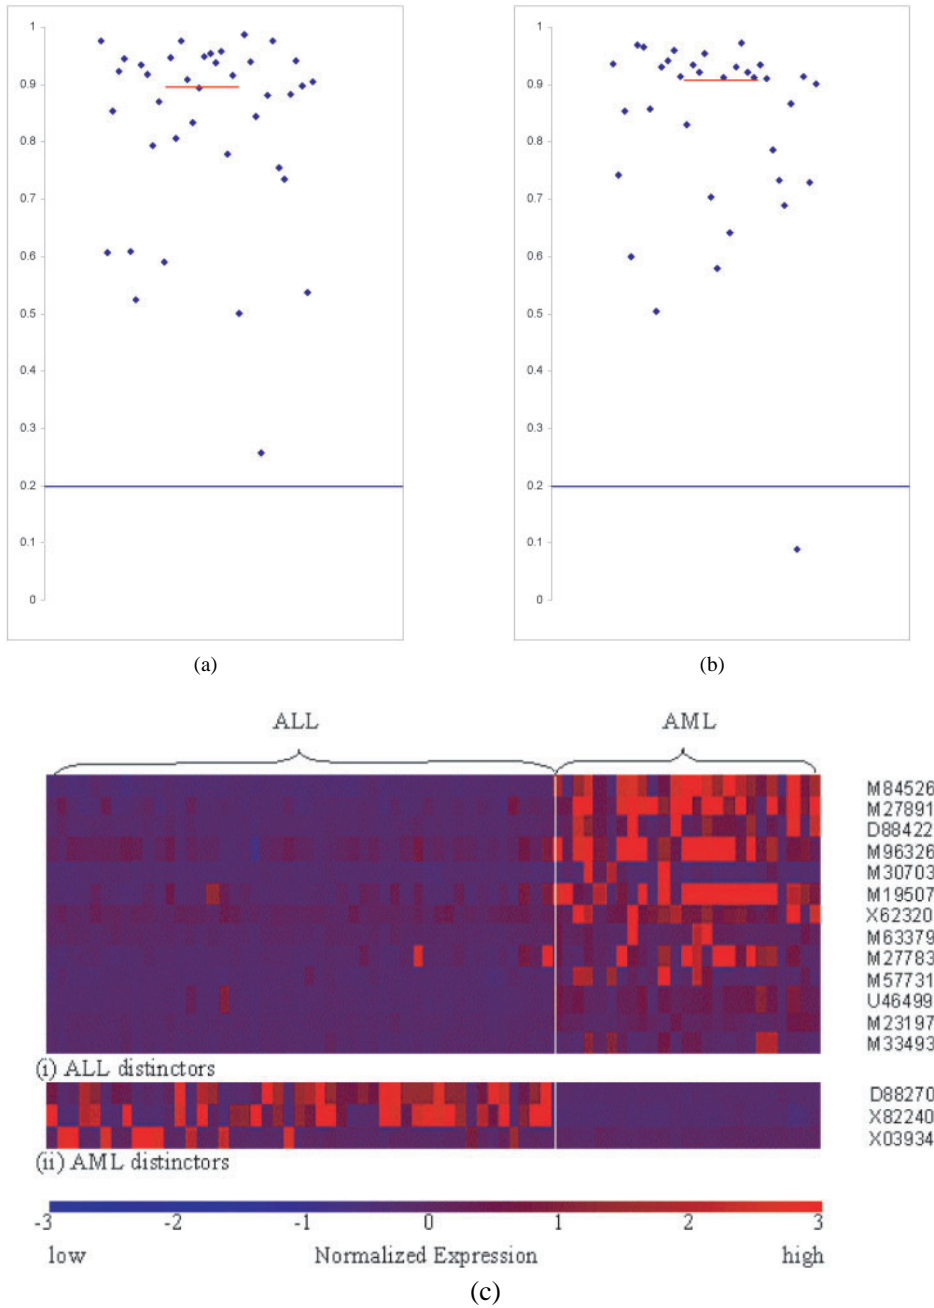 1
0.9
0.8
0.7
0.6
0.5
0.4
0.3
0.2
0.1
0
(a)
1
0.9
0.8
0.7
0.6
0.5
0.4
0.3
0.2
0.1
0
(b)
ALL
AML
M84526
M27891
D88422
M96326
M30703
M19507
X62320
M63379
M27783
M57731
U46499
M23197
M33493
(i) ALL distinctors
D88270
X82240
X03934
(ii) AML distinctors
-3 -2 -1 0 1 2 3
low Normalized Expression high
(c)